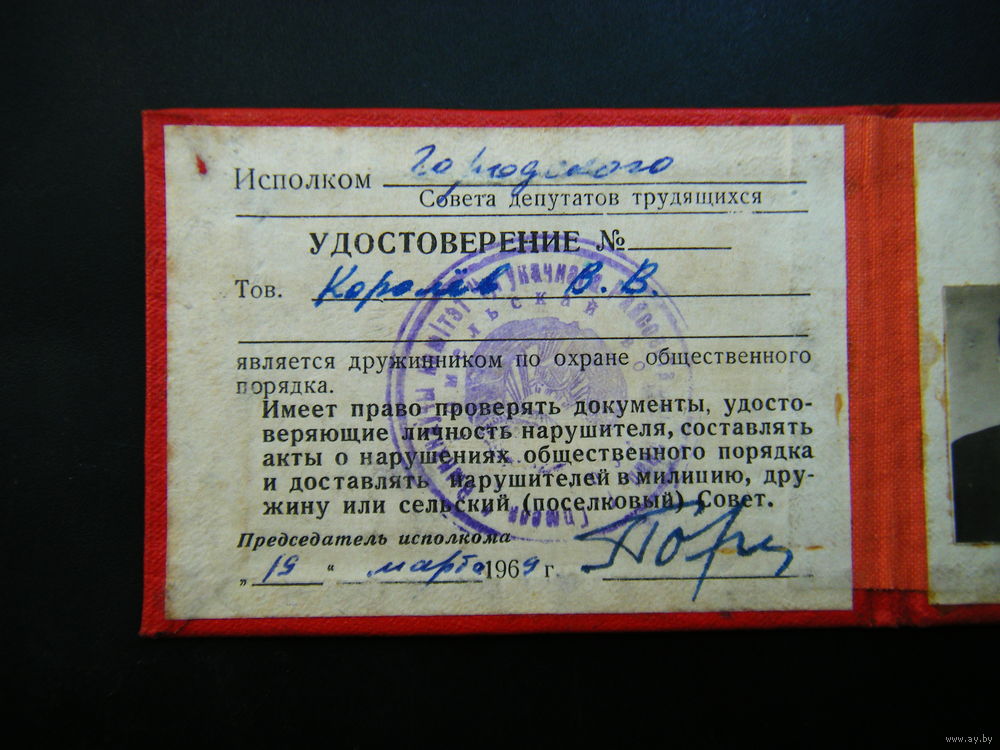 Исполком Городского
Совета депутатов трудящихся
УДОСТОВЕРЕНИЕ №
Тов. Королёв В. В.
является дружинником по охране общественного
порядка.
Имеет право проверять документы, удосто-
веряющие личность нарушителя, составлять
акты о нарушениях общественного порядка
и доставлять нарушителей в милицию, дру-
жину или сельский (поселковый) Совет.
Председатель исполкома
„ 19 “ марта 1969 г.
www.ay.by